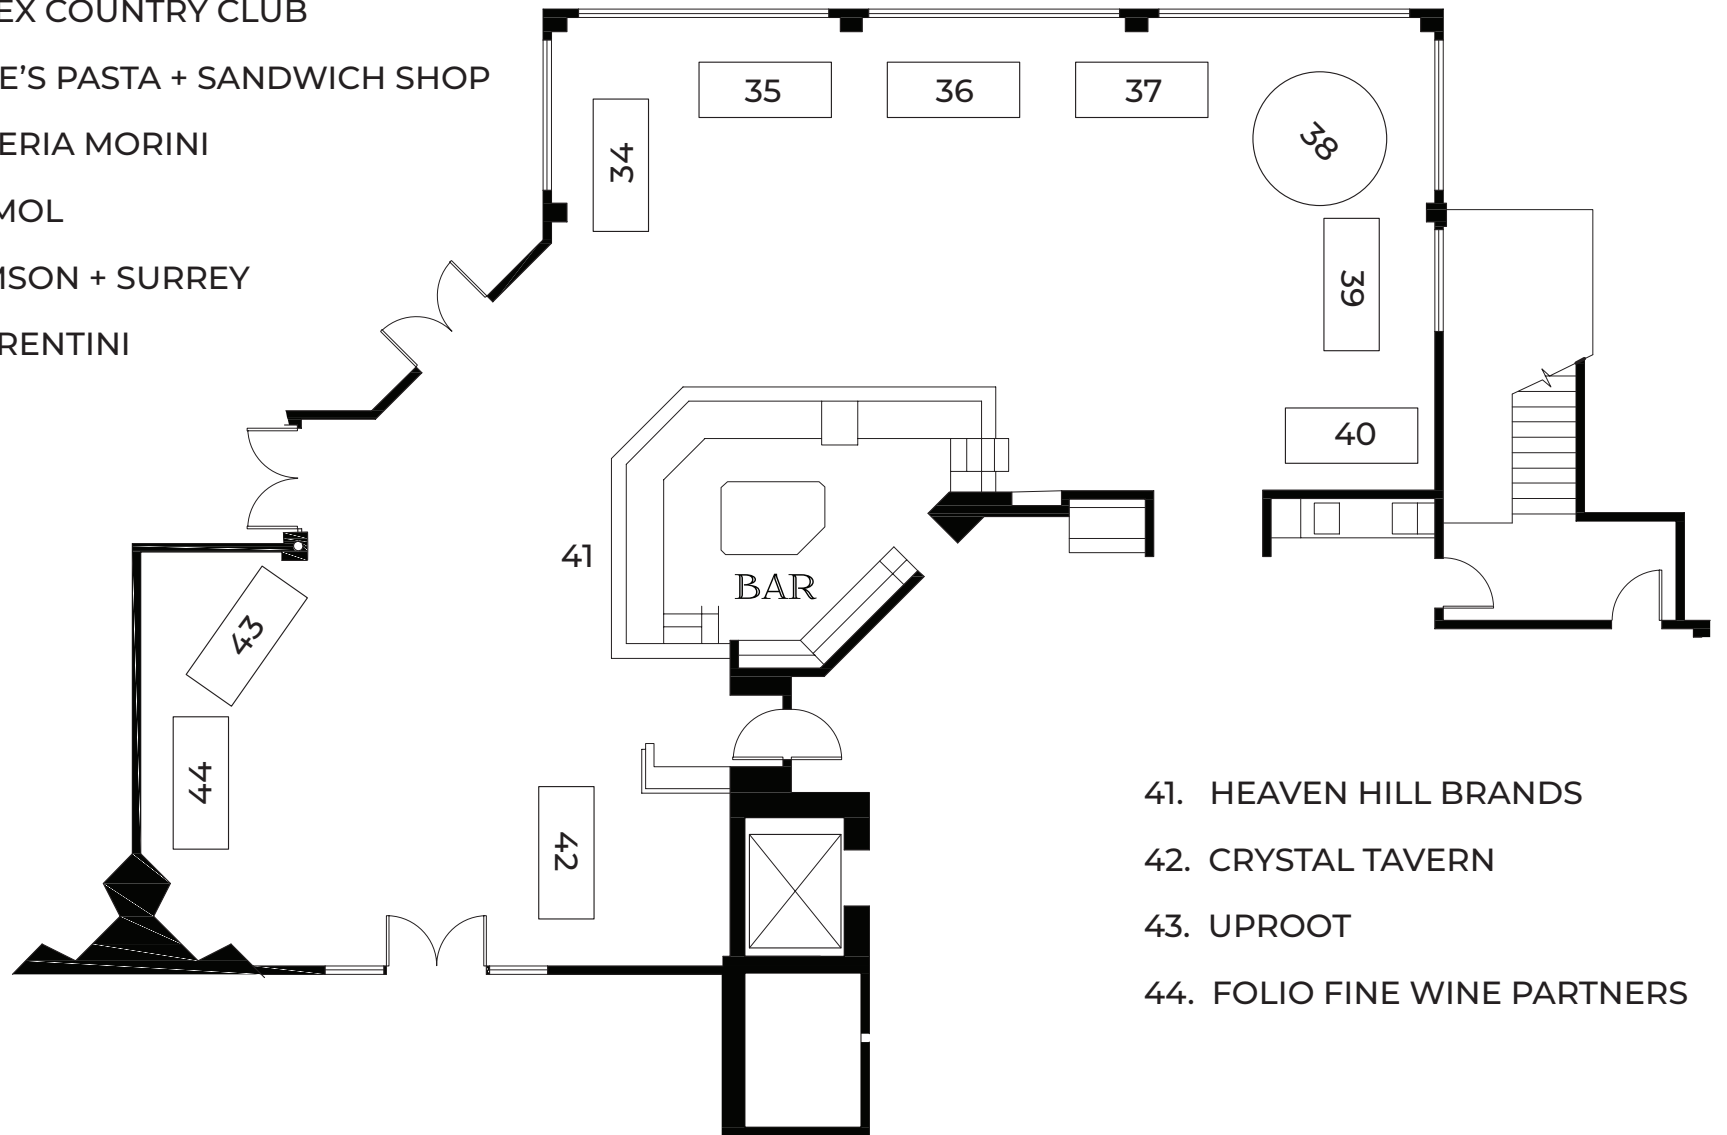 EX COUNTRY CLUB
E’S PASTA + SANDWICH SHOP
ERIA MORINI
MOL
MSON + SURREY
RENTINI
34
35
36
37
38
39
40
41
BAR
43
44
42
41. HEAVEN HILL BRANDS
42. CRYSTAL TAVERN
43. UPROOT
44. FOLIO FINE WINE PARTNERS